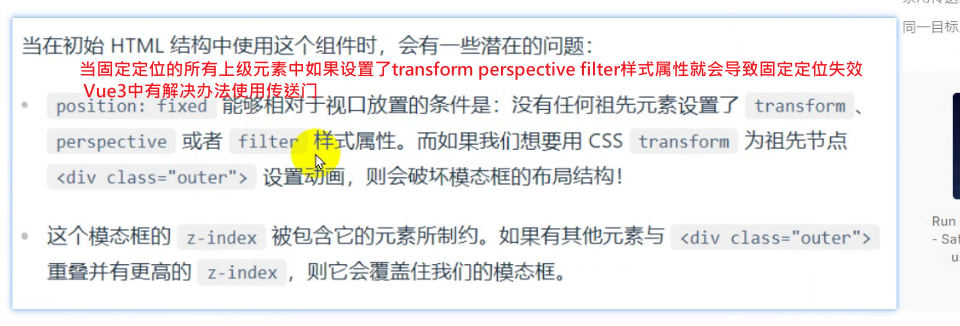 当在初始 HTML 结构中使用这个组件时，会有一些潜在的问题：
当固定定位的所有上级元素中如果设置了transform perspective filter样式属性就会导致固定定位失效
Vue3中有解决办法使用传送门
position: fixed 能够相对于视口放置的条件是：没有任何祖先元素设置了 transform、
perspective 或者 filter 样式属性。而如果我们想要用 CSS transform 为祖先节点
<div class="outer"> 设置动画，则会破坏模态框的布局结构！
这个模态框的 z-index 被包含它的元素所制约。如果有其他元素与 <div class="outer">
重叠并有更高的 z-index，则它会覆盖住我们的模态框。
同一目标
Run
- Saf
u